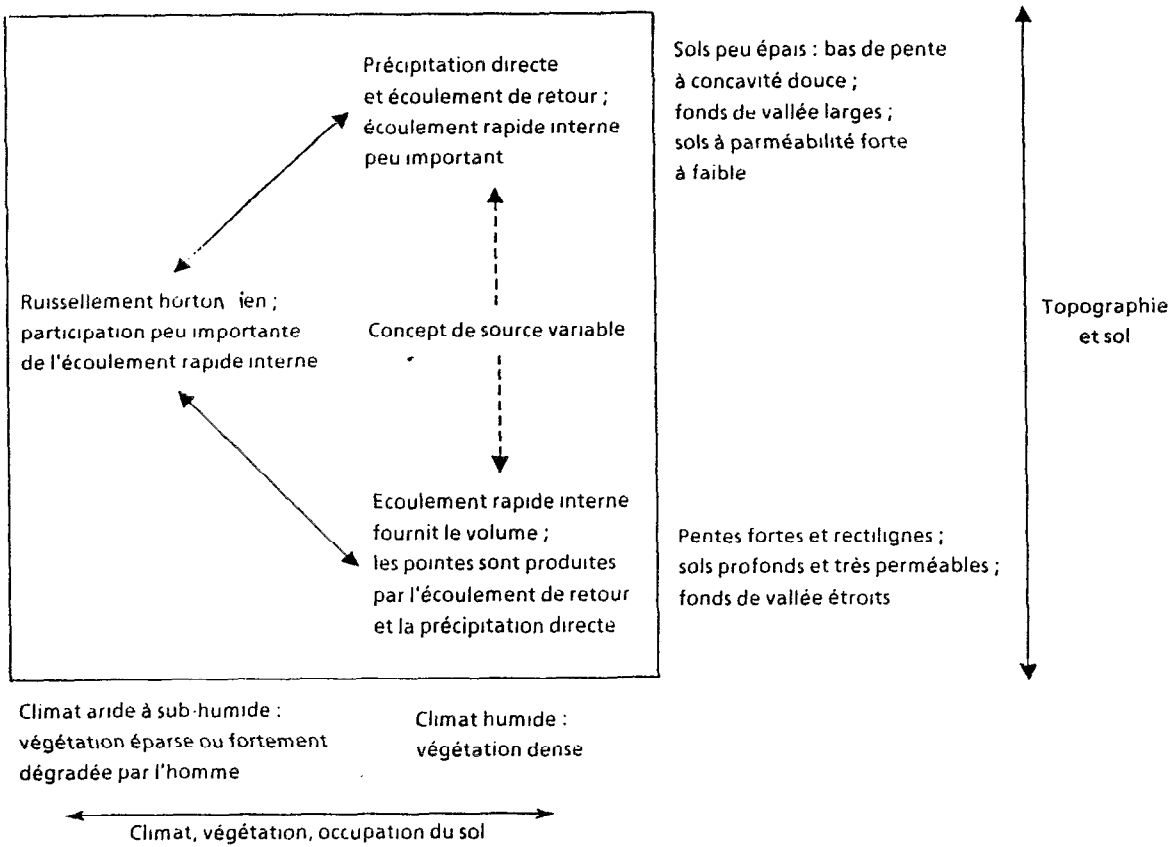 Précipitation directe
et écoulement de retour ;
écoulement rapide interne
peu important
Sols peu épais : bas de pente
à concavité douce ;
fonds de vallée larges ;
sols à parméabilité forte
à faible
Ruissellement horton ien ;
participation peu importante
de l'écoulement rapide interne
Concept de source variable
Topographie
et sol
Ecoulement rapide interne
fournit le volume ;
les pointes sont produites
par l'écoulement de retour
et la précipitation directe
Pentes fortes et rectilignes ;
sols profonds et très perméables ;
fonds de vallée étroits
Climat aride à sub-humide :
végétation éparse ou fortement
dégradée par l'homme
Climat humide :
végétation dense
Climat, végétation, occupation du sol